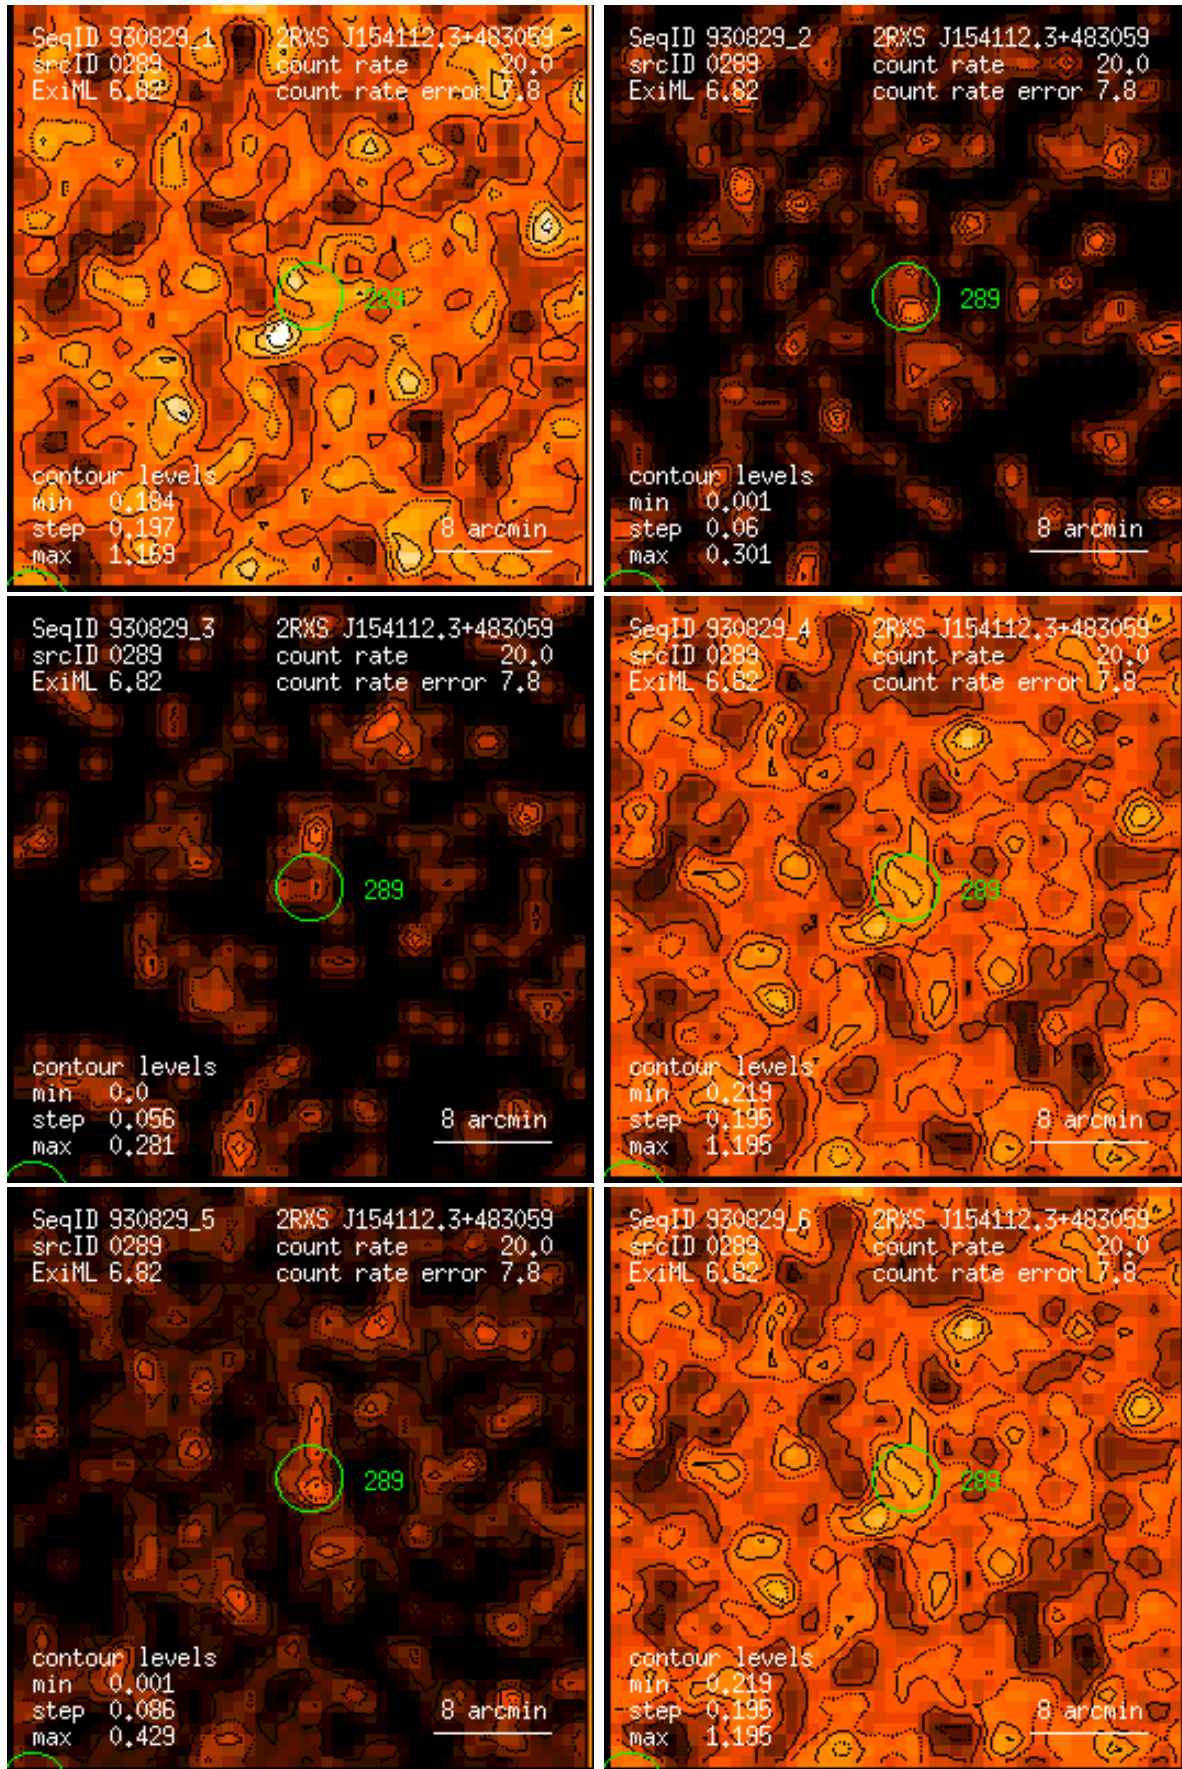 SeqID 930829_1 2RXS J154112.3+483059
srcID 0289 count rate 20.0
ExiML 6.82 count rate error 7.8
289
contour levels
min 0.184
step 0.197 8 arcmin
max 1.169
SeqID 930829_2 2RXS J154112.3+483059
srcID 0289 count rate 20.0
ExiML 6.82 count rate error 7.8
289
contour levels
min 0.001
step 0.06 8 arcmin
max 0.301
SeqID 930829_3 2RXS J154112.3+483059
srcID 0289 count rate 20.0
ExiML 6.82 count rate error 7.8
289
contour levels
min 0.0
step 0.056 8 arcmin
max 0.281
SeqID 930829_4 2RXS J154112.3+483059
srcID 0289 count rate 20.0
ExiML 6.82 count rate error 7.8
289
contour levels
min 0.219
step 0.195 8 arcmin
max 1.195
SeqID 930829_5 2RXS J154112.3+483059
srcID 0289 count rate 20.0
ExiML 6.82 count rate error 7.8
289
contour levels
min 0.001
step 0.086 8 arcmin
max 0.429
SeqID 930829_6 2RXS J154112.3+483059
srcID 0289 count rate 20.0
ExiML 6.82 count rate error 7.8
289
contour levels
min 0.219
step 0.195 8 arcmin
max 1.195